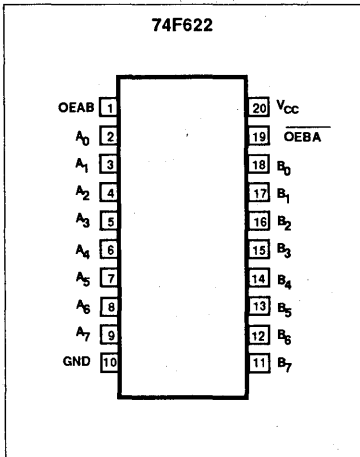 74F622
OEAB 1 20 VCC
A0 2 19 OEBA
A1 3 18 B0
A2 4 17 B1
A3 5 16 B2
A4 6 15 B3
A5 7 14 B4
A6 8 13 B5
A7 9 12 B6
GND 10 11 B7